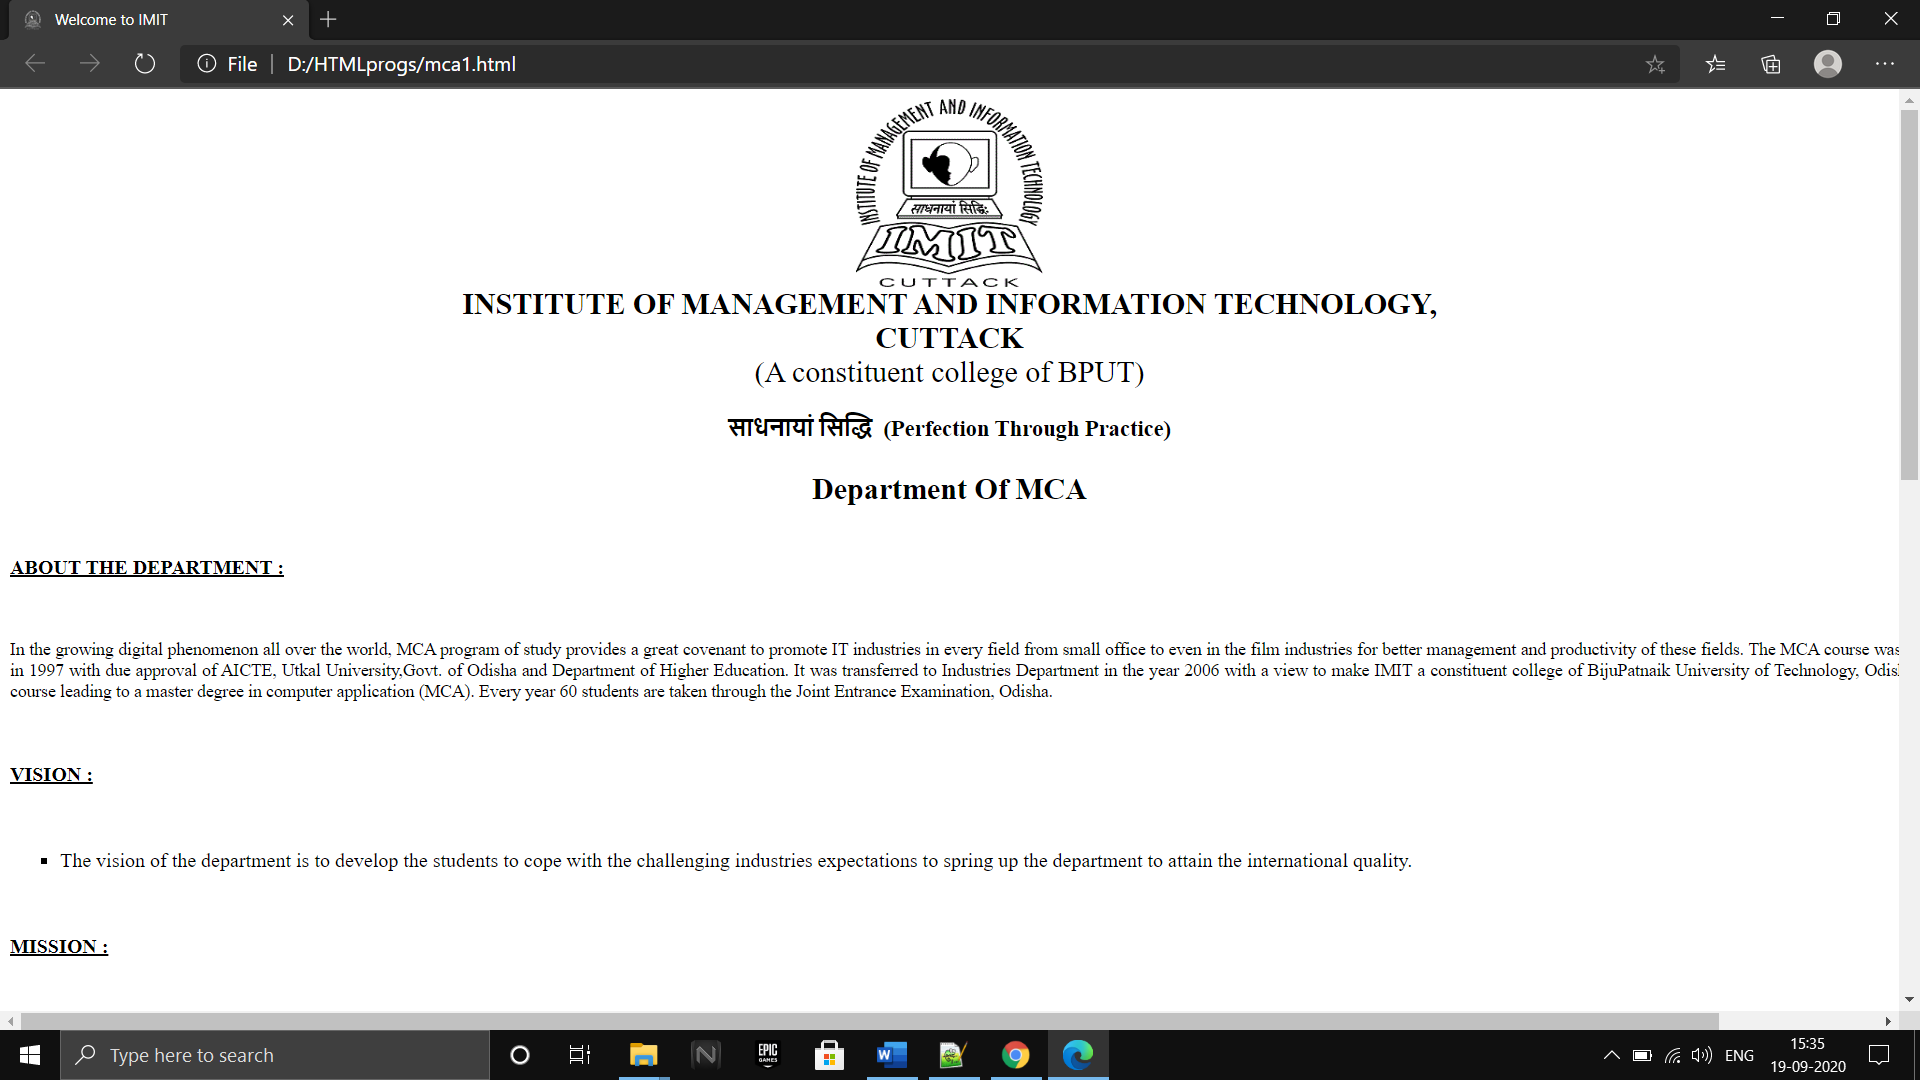 Welcome to IMIT
File
D:/HTMLprogs/mca1.html
INSTITUTE OF MANAGEMENT AND INFORMATION TECHNOLOGY
साधनायां सिद्धिः
IMIT
CUTTACK
INSTITUTE OF MANAGEMENT AND INFORMATION TECHNOLOGY,
CUTTACK
(A constituent college of BPUT)
साधनायां सिद्धि (Perfection Through Practice)
Department Of MCA
ABOUT THE DEPARTMENT :
In the growing digital phenomenon all over the world, MCA program of study provides a great covenant to promote IT industries in every field from small office to even in the film industries for better management and productivity of these fields. The MCA course was
in 1997 with due approval of AICTE, Utkal University,Govt. of Odisha and Department of Higher Education. It was transferred to Industries Department in the year 2006 with a view to make IMIT a constituent college of BijuPatnaik University of Technology,
course leading to a master degree in computer application (MCA). Every year 60 students are taken through the Joint Entrance Examination, Odisha.
VISION :
The vision of the department is to develop the students to cope with the challenging industries expectations to spring up the department to attain the international quality.
MISSION :
Type here to search
EPIC GAMES
ENG
15:35
19-09-2020